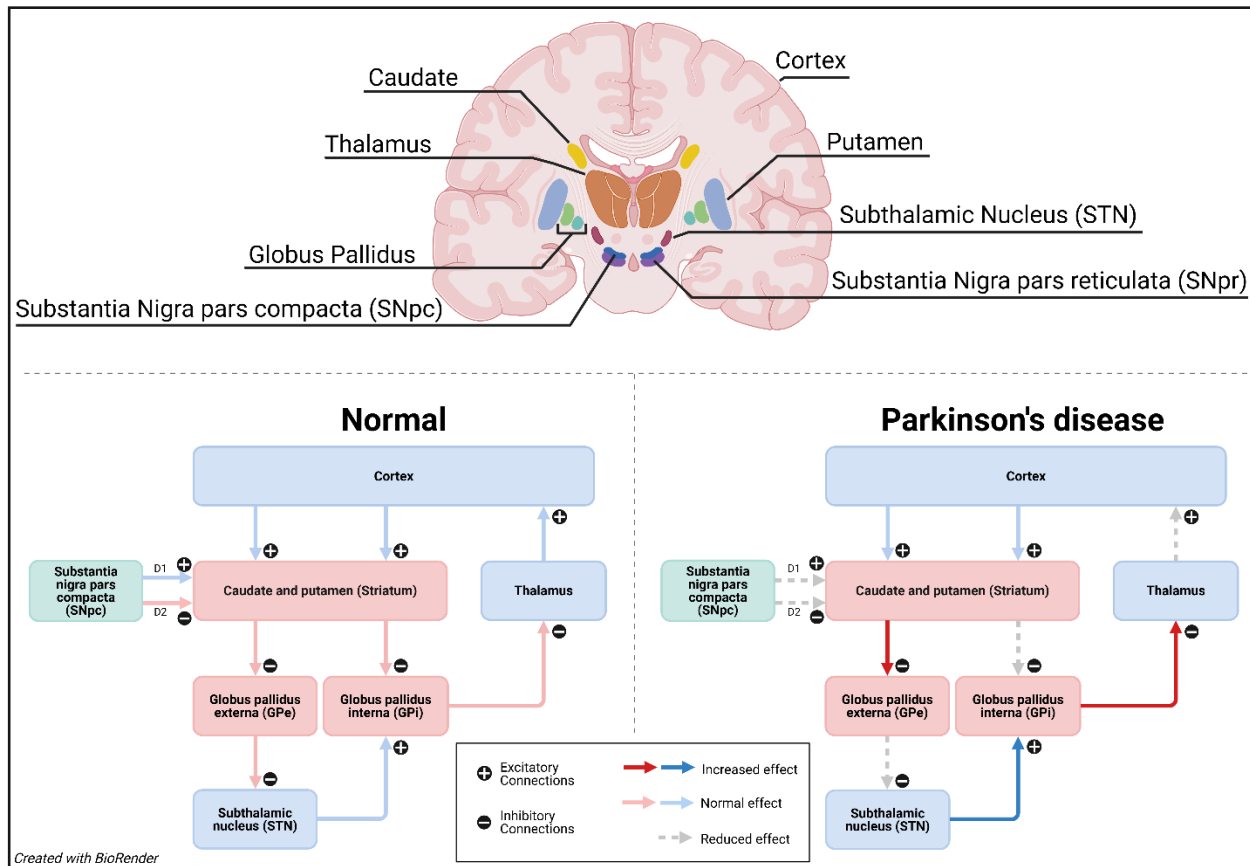 Cortex
Caudate
Thalamus
Putamen
Subthalamic Nucleus (STN)
Globus Pallidus
Substantia Nigra pars reticulata (SNpr)
Substantia Nigra pars compacta (SNpc)
Normal
Cortex
Substantia
nigra pars
compacta
(SNpc)
D1
D2
Caudate and putamen (Striatum)
Thalamus
Globus pallidus
externa (GPe)
Globus pallidus
interna (GPi)
Subthalamic
nucleus (STN)
Parkinson's disease
Cortex
Substantia
nigra pars
compacta
(SNpc)
D1
D2
Caudate and putamen (Striatum)
Thalamus
Globus pallidus
externa (GPe)
Globus pallidus
interna (GPi)
Subthalamic
nucleus (STN)
Excitatory
Connections
Inhibitory
Connections
Increased effect
Normal effect
Reduced effect
Created with BioRender